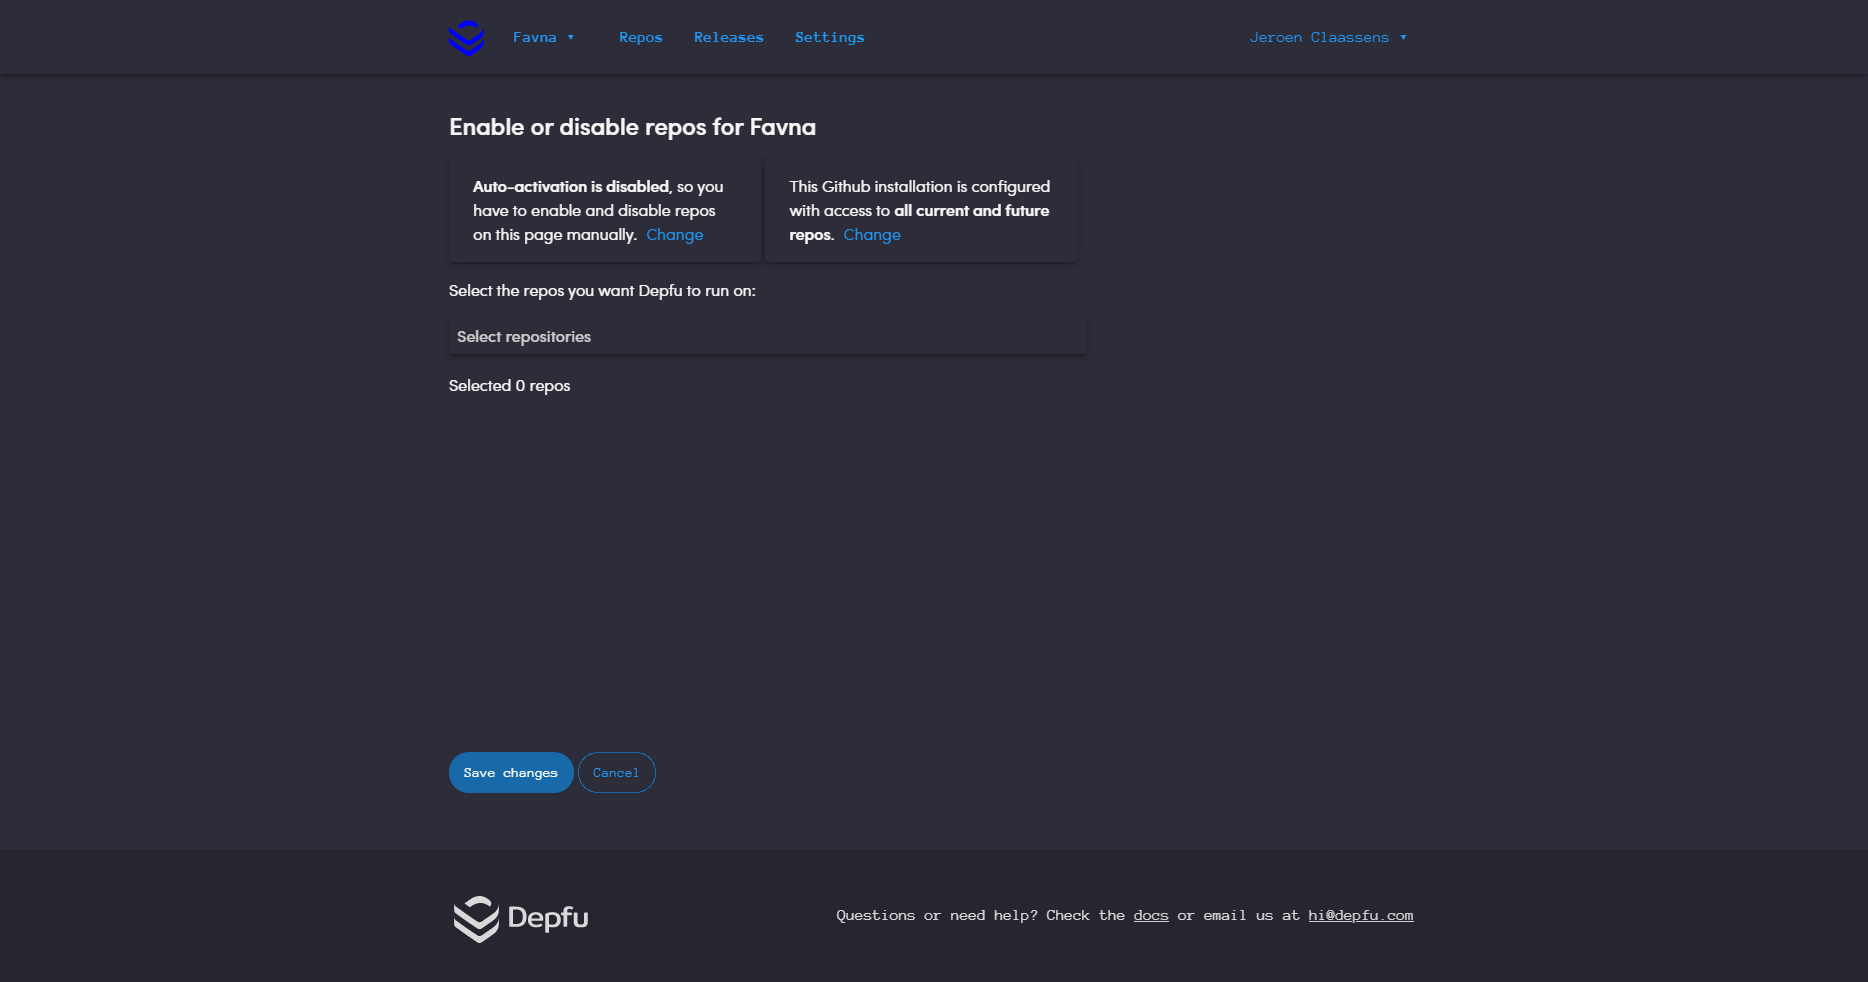 Favna ▼ Repos Releases Settings Jeroen Claassens ▼
Enable or disable repos for Favna
Auto-activation is disabled, so you
have to enable and disable repos
on this page manually. Change
This Github installation is configured
with access to all current and future
repos. Change
Select the repos you want Depfu to run on:
Select repositories
Selected 0 repos
Save changes Cancel
Depfu
Questions or need help? Check the docs or email us at hi@depfu.com